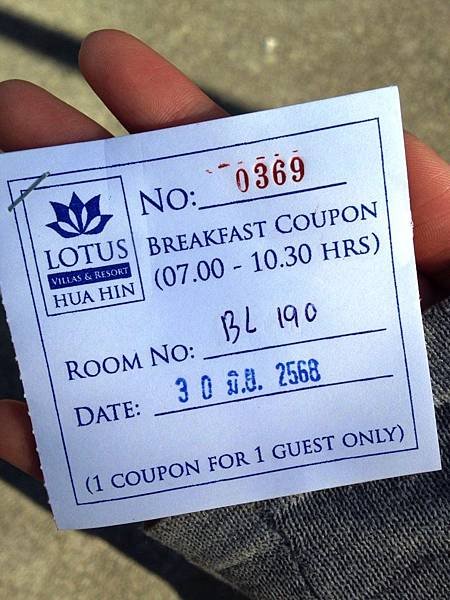 LOTUS
VILLAS & RESORT
HUA HIN
NO: 0369
BREAKFAST COUPON
(07.00 - 10.30 HRS)
ROOM NO: BL 190
DATE: 30 มิ.ย. 2568
(1 COUPON FOR 1 GUEST ONLY)